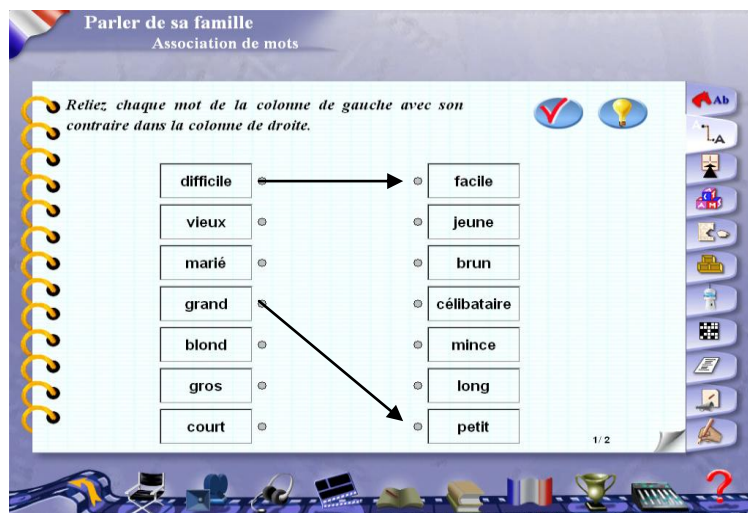 Parler de sa famille
Association de mots
Reliez chaque mot de la colonne de gauche avec son
contraire dans la colonne de droite.
Ab
A
A
difficile facile
vieux jeune
marié brun
grand célibataire
blond mince
gros long
court petit
1/2
?